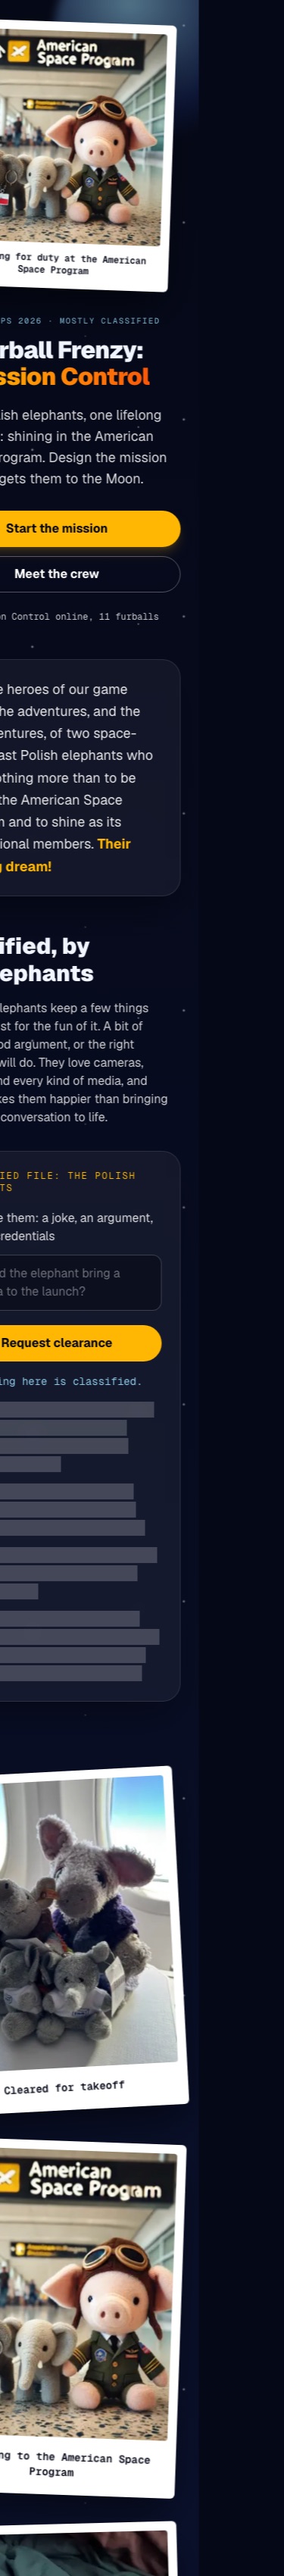 American
Space Program
ng for duty at the American
Space Program
PS 2026 · MOSTLY CLASSIFIED
rball Frenzy:
ssion Control
lish elephants, one lifelong
: shining in the American
rogram. Design the mission
gets them to the Moon.
Start the mission
Meet the crew
n Control online, 11 furballs
e heroes of our game
he adventures, and the
entures, of two space-
ast Polish elephants who
othing more than to be
the American Space
n and to shine as its
ional members. Their
g dream!
ified, by
lephants
lephants keep a few things
st for the fun of it. A bit of
od argument, or the right
will do. They love cameras,
nd every kind of media, and
kes them happier than bringing
conversation to life.
IED FILE: THE POLISH
TS
e them: a joke, an argument,
redentials
d the elephant bring a
a to the launch?
Request clearance
ing here is classified.
Cleared for takeoff
American
Space Program
ng to the American Space
Program